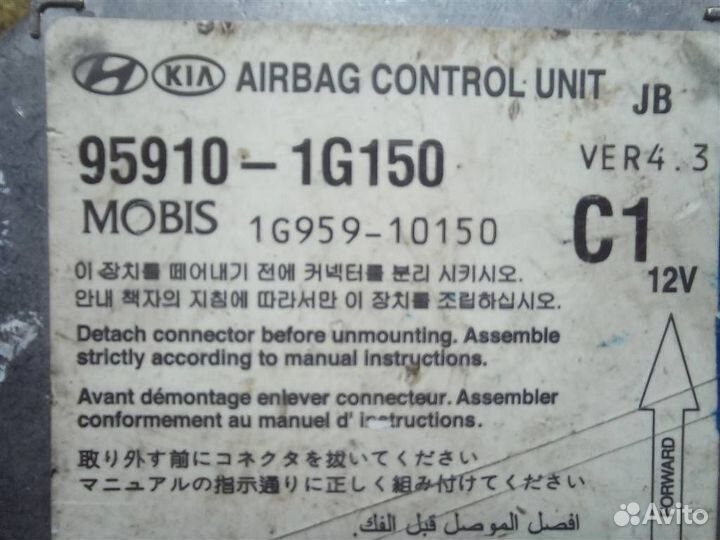 KIA AIRBAG CONTROL UNIT JB
95910-1G150 VER4.3
MOBIS 1G959-10150 C1 12V
이 장치를 떼어내기 전에 커넥터를 분리 시키시오.
안내 책자의 지침에 따라서만 이 장치를 조립하십시오.
Detach connector before unmounting. Assemble
strictly according to manual instructions.
Avant démontage enlever connecteur. Assembler
conformement au manuel d' instructions.
取り外す前にコネクタを抜いてください
マニュアルの指示通りに正しく組み付けてください
FORWARD
افصل الموصل قبل الفك.
Avito